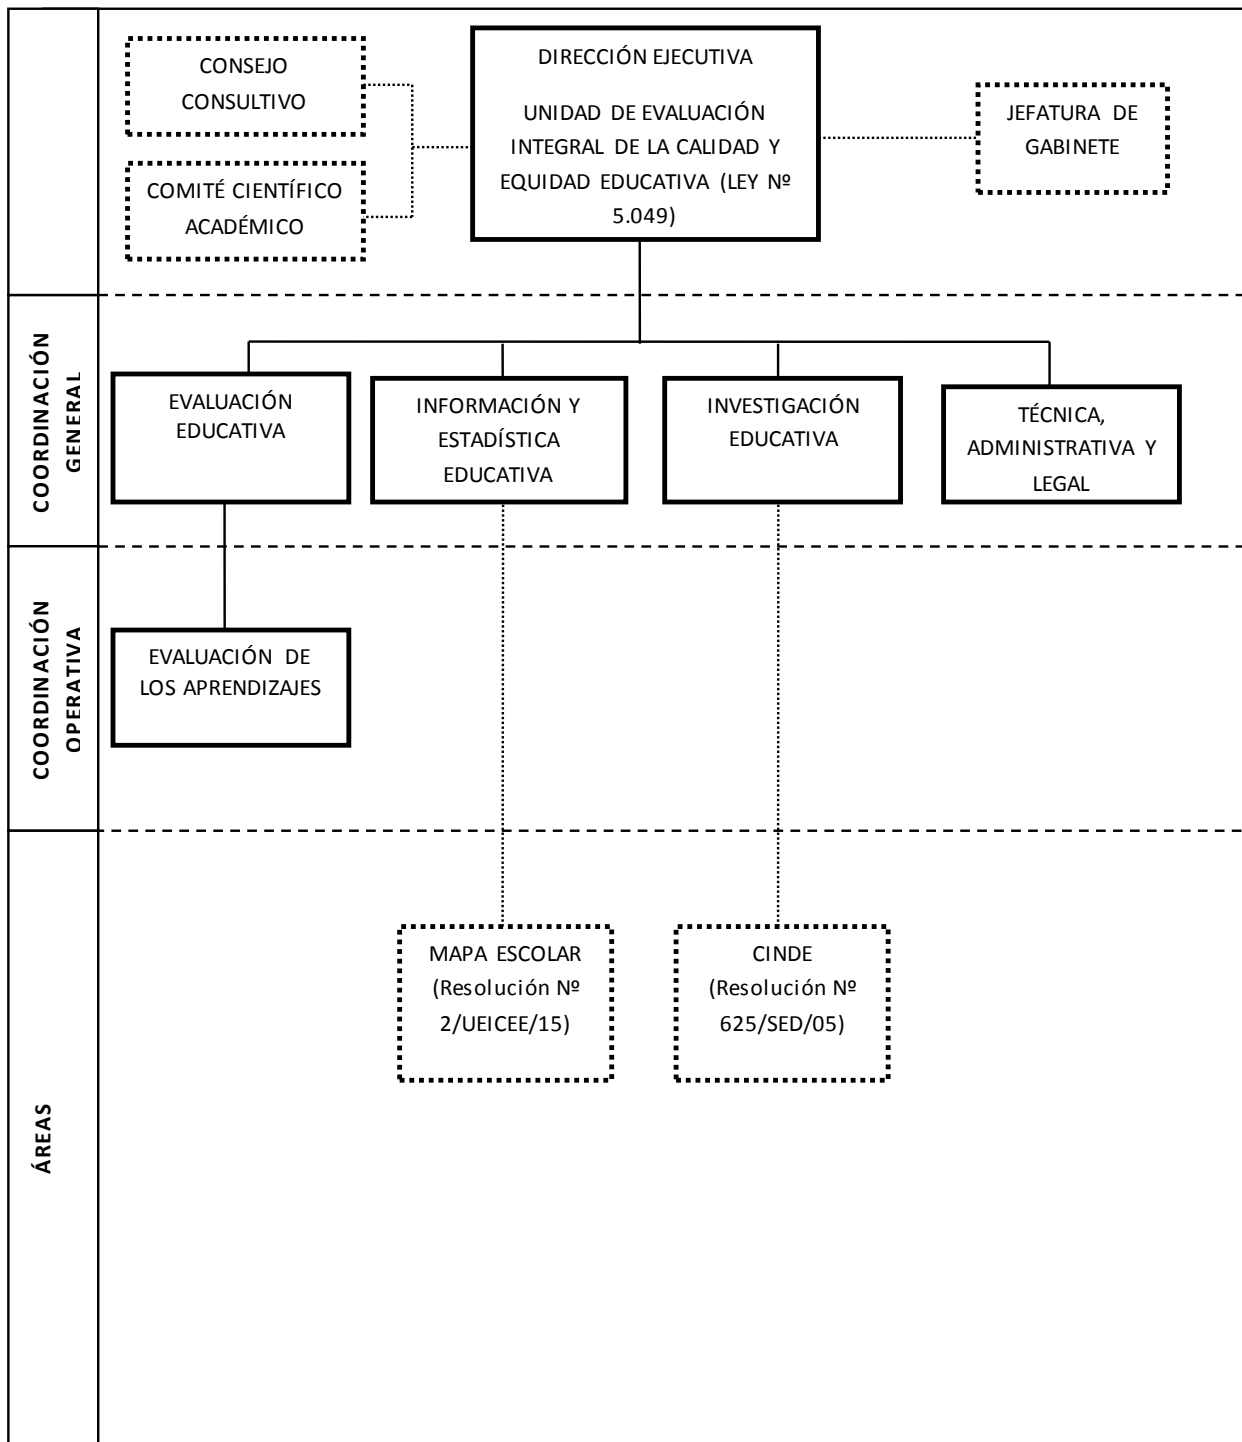 CONSEJO
CONSULTIVO
COMITÉ CIENTÍFICO
ACADÉMICO
DIRECCIÓN EJECUTIVA
UNIDAD DE EVALUACIÓN
INTEGRAL DE LA CALIDAD Y
EQUIDAD EDUCATIVA (LEY Nº
5.049)
JEFATURA DE
GABINETE
COORDINACIÓN
GENERAL
EVALUACIÓN
EDUCATIVA
INFORMACIÓN Y
ESTADÍSTICA
EDUCATIVA
INVESTIGACIÓN
EDUCATIVA
TÉCNICA,
ADMINISTRATIVA Y
LEGAL
COORDINACIÓN
OPERATIVA
EVALUACIÓN DE
LOS APRENDIZAJES
ÁREAS
MAPA ESCOLAR
(Resolución Nº
2/UEICEE/15)
CINDE
(Resolución Nº
625/SED/05)